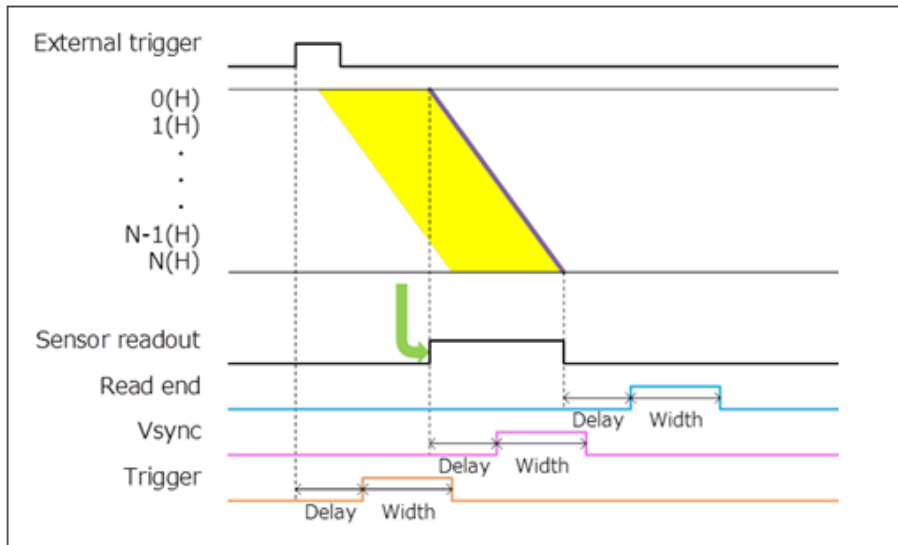 External trigger
0(H)
1(H)
.
.
.
N-1(H)
N(H)
Sensor readout
Read end
Delay Width
Vsync
Delay Width
Trigger
Delay Width